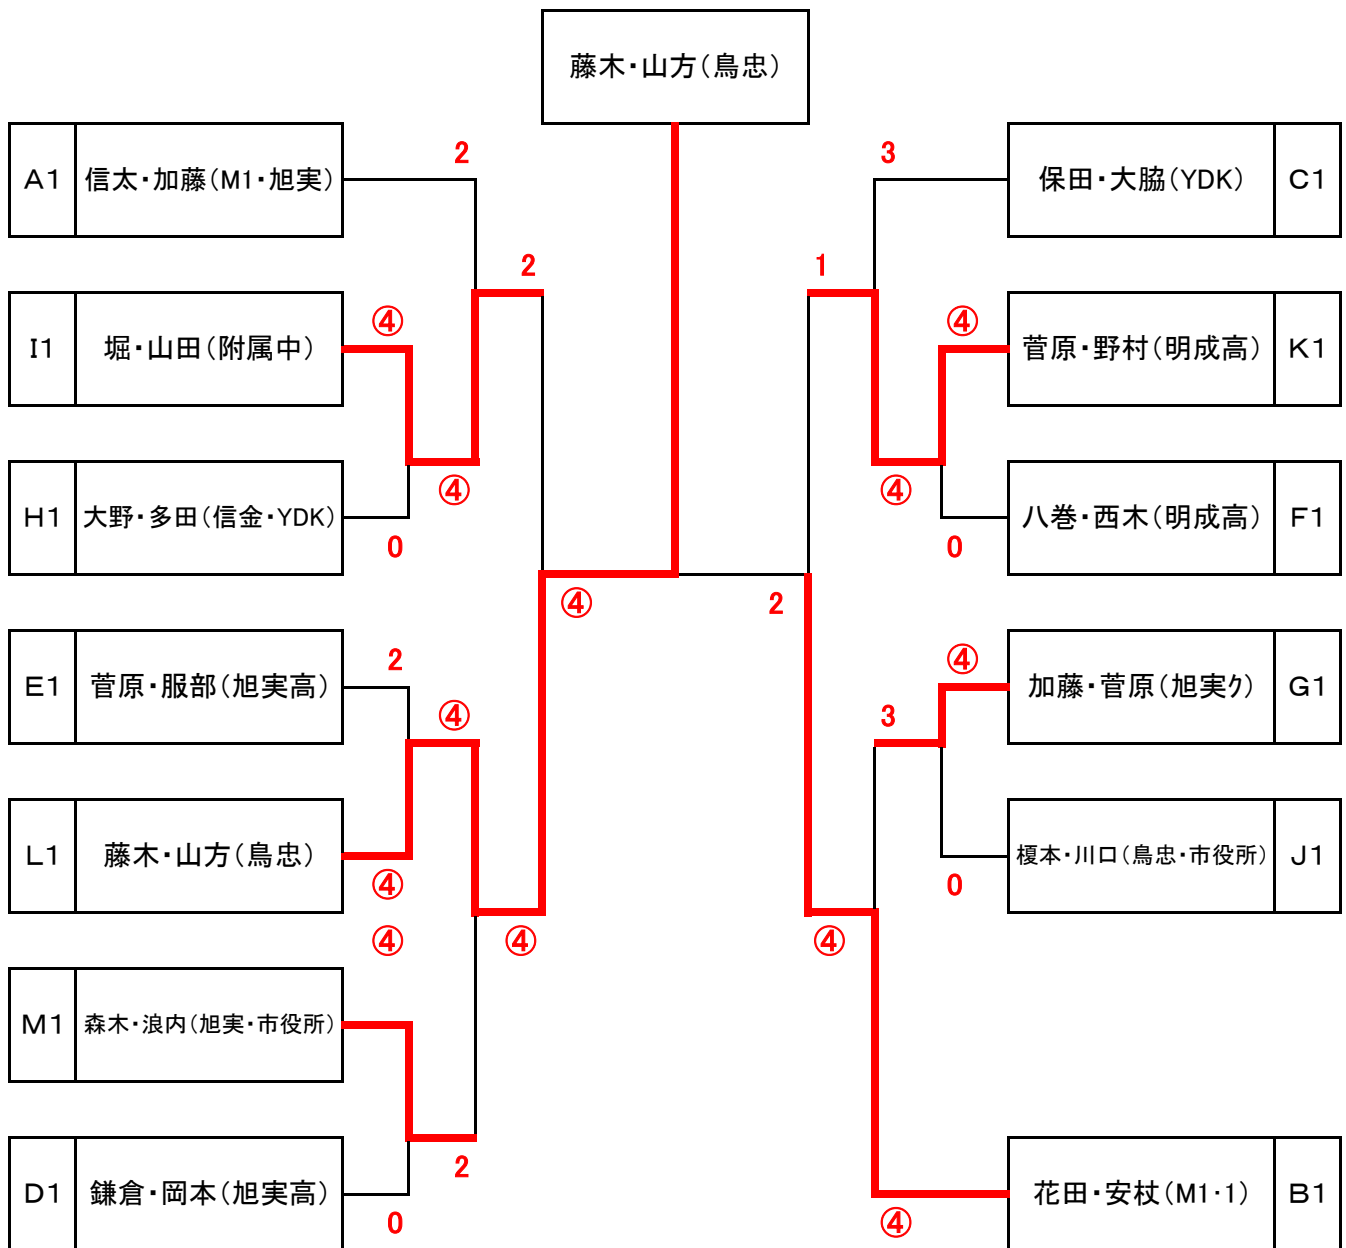 藤木・山方(鳥忠)
2
3
A1 信太・加藤(M1・旭実)
保田・大脇(YDK) C1
2
1
④
④
I1 堀・山田(附属中)
菅原・野村(明成高) K1
④
④
H1 大野・多田(信金・YDK)
八巻・西木(明成高) F1
0
0
④
2
2
④
E1 菅原・服部(旭実高)
加藤・菅原(旭実ｸ) G1
④
3
L1 藤木・山方(鳥忠)
榎本・川口(鳥忠・市役所) J1
④
0
④
④
④
M1 森木・浪内(旭実・市役所)
2
D1 鎌倉・岡本(旭実高)
花田・安杖(M1・1) B1
0
④